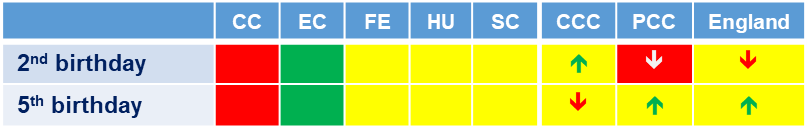 CC EC FE HU SC CCC PCC England
2nd birthday ↑ ↓ ↓
5th birthday ↓ ↑ ↑